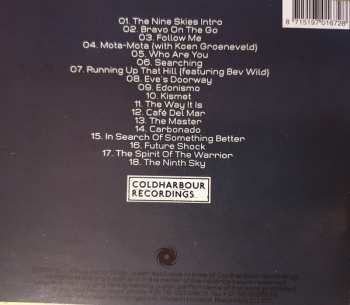 8 715197 016728
01. The Nine Skies Intro
02. Bravo On The Go
03. Follow Me
04. Mota-Mota (with Koen Groeneveld)
05. Who Are You
06. Searching
07. Running Up That Hill (featuring Bev Wild)
08. Eve's Doorway
09. Edonismo
10. Kismet
11. The Way It Is
12. Café Del Mar
13. The Master
14. Carbonado
15. In Search Of Something Better
16. Future Shock
17. The Spirit Of The Warrior
18. The Ninth Sky
COLDHARBOUR
RECORDINGS